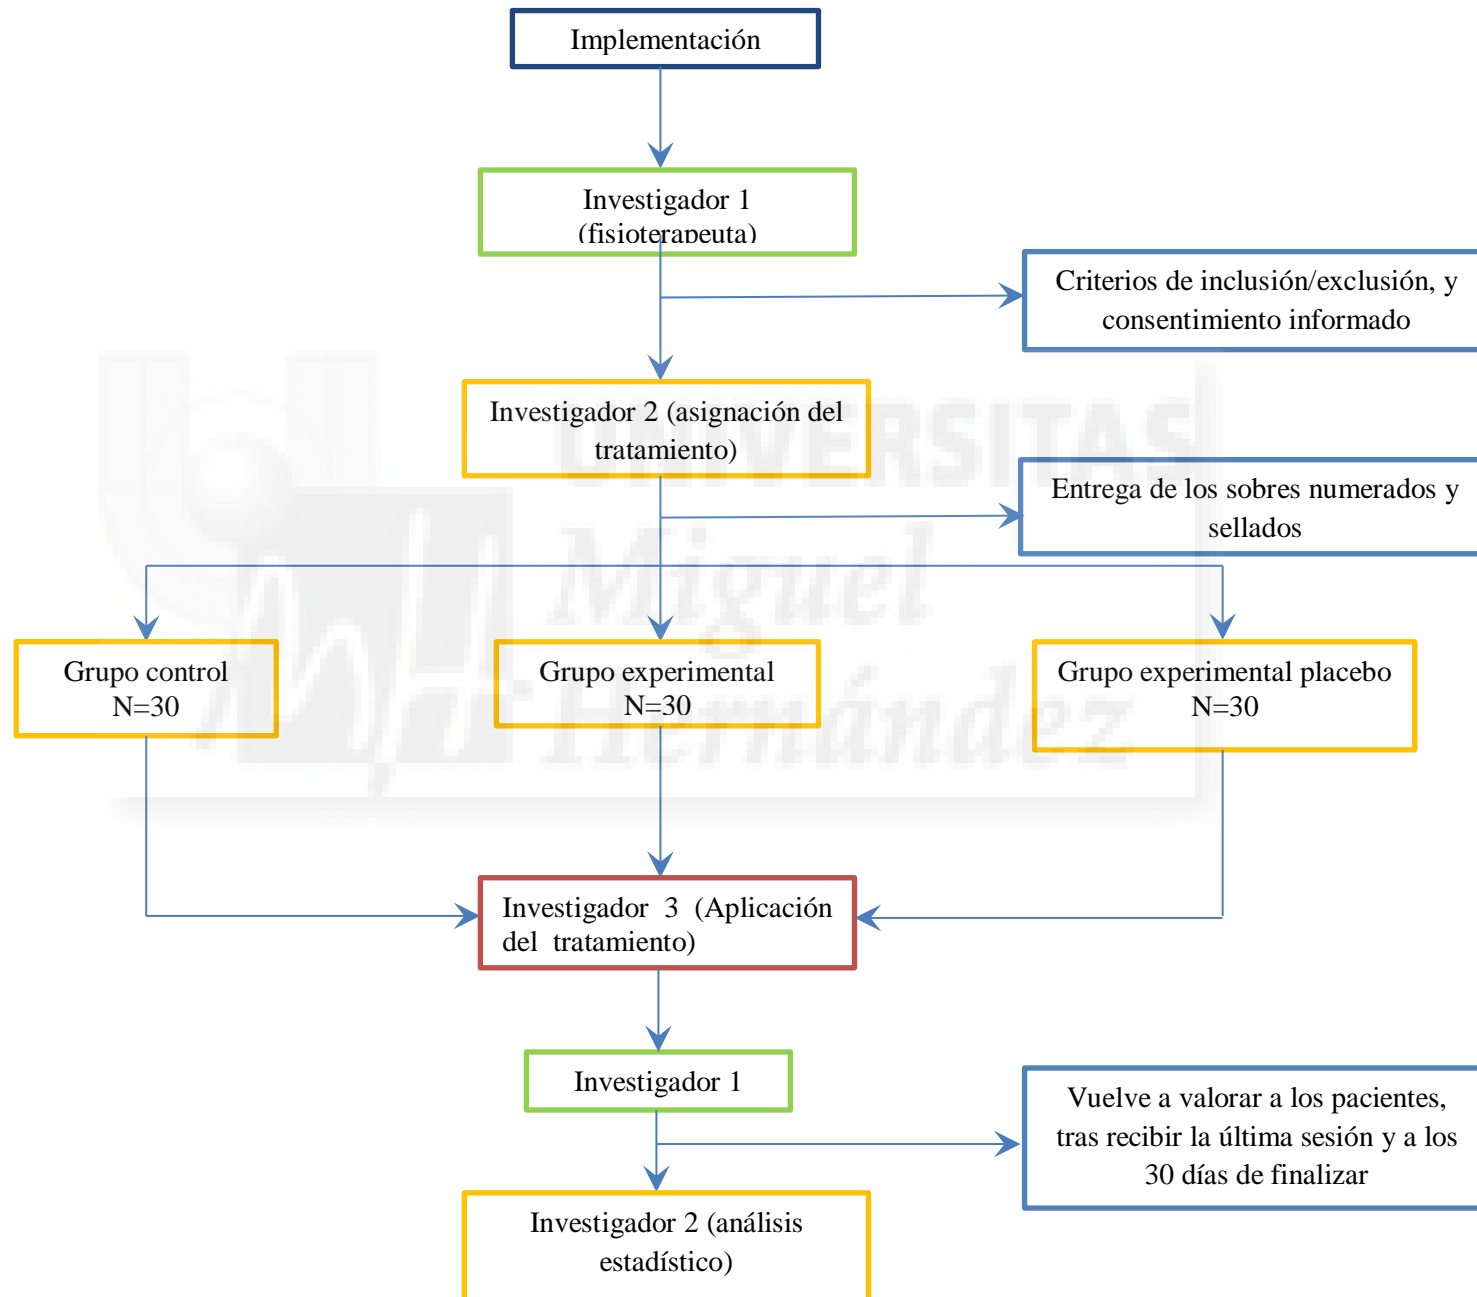 Implementación
Investigador 1
(fisioterapeuta)
Criterios de inclusión/exclusión, y
consentimiento informado
Investigador 2 (asignación del
tratamiento)
UNIVERSITAS
Miguel
Hernández
Entrega de los sobres numerados y
sellados
Grupo control
N=30
Grupo experimental
N=30
Grupo experimental placebo
N=30
Investigador 3 (Aplicación
del tratamiento)
Investigador 1
Vuelve a valorar a los pacientes,
tras recibir la última sesión y a los
30 días de finalizar
Investigador 2 (análisis
estadístico)